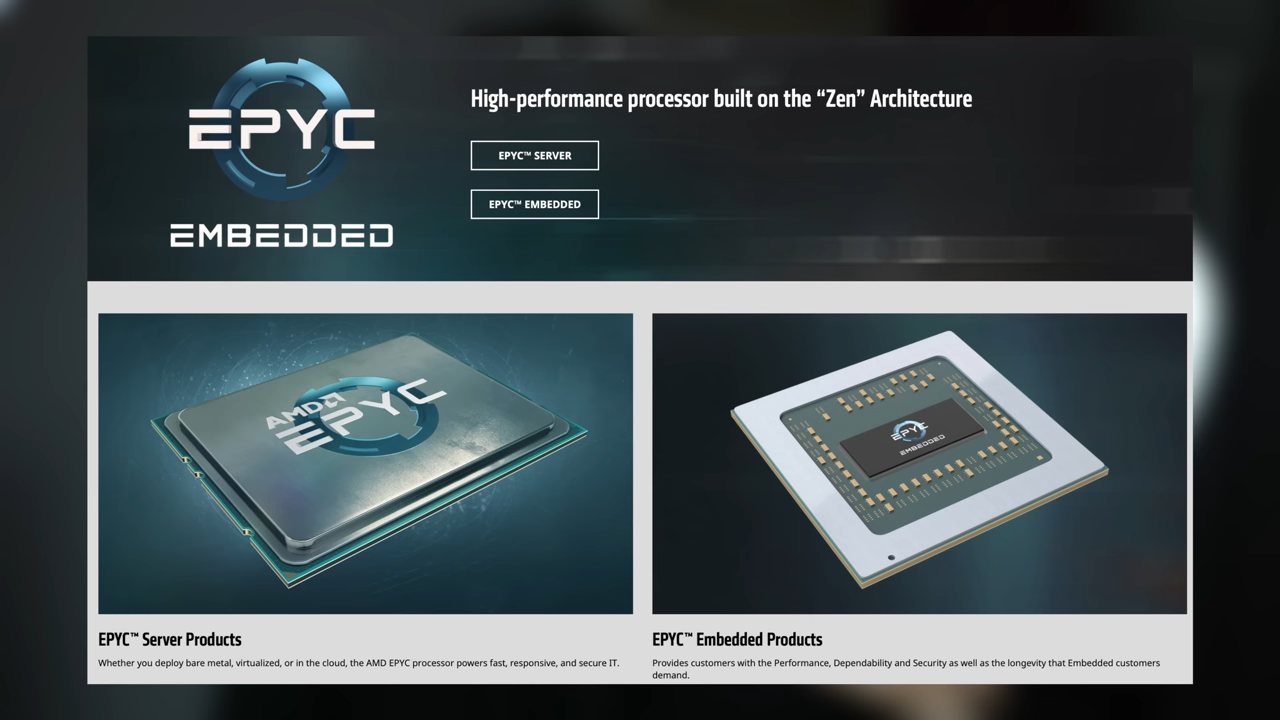 EPYC
EMBEDDED
High-performance processor built on the “Zen” Architecture
EPYC™ SERVER
EPYC™ EMBEDDED
AMD
EPYC
EPYC
EMBEDDED
EPYC™ Server Products
Whether you deploy bare metal, virtualized, or in the cloud, the AMD EPYC processor powers fast, responsive, and secure IT.
EPYC™ Embedded Products
Provides customers with the Performance, Dependability and Security as well as the longevity that Embedded customers
demand.